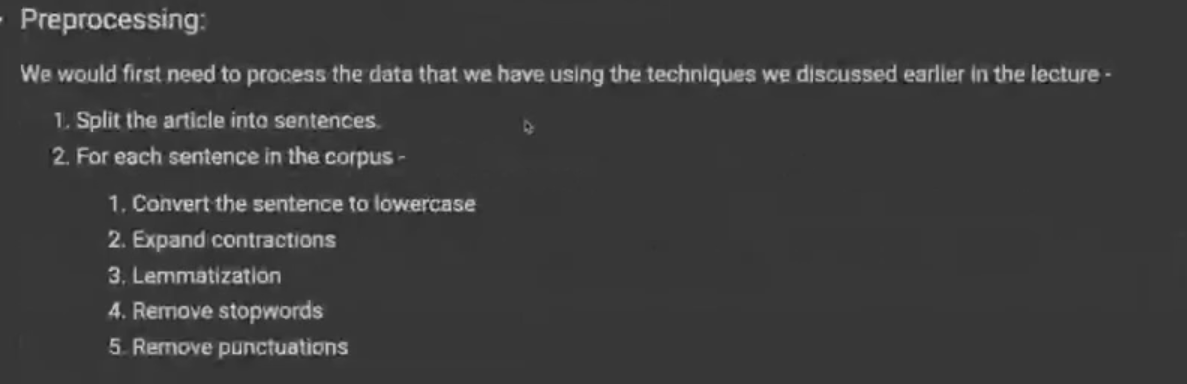 Preprocessing:
We would first need to process the data that we have using the techniques we discussed earlier in the lecture -
1. Split the article into sentences.
2. For each sentence in the corpus -
1. Convert the sentence to lowercase
2. Expand contractions
3. Lemmatization
4. Remove stopwords
5. Remove punctuations